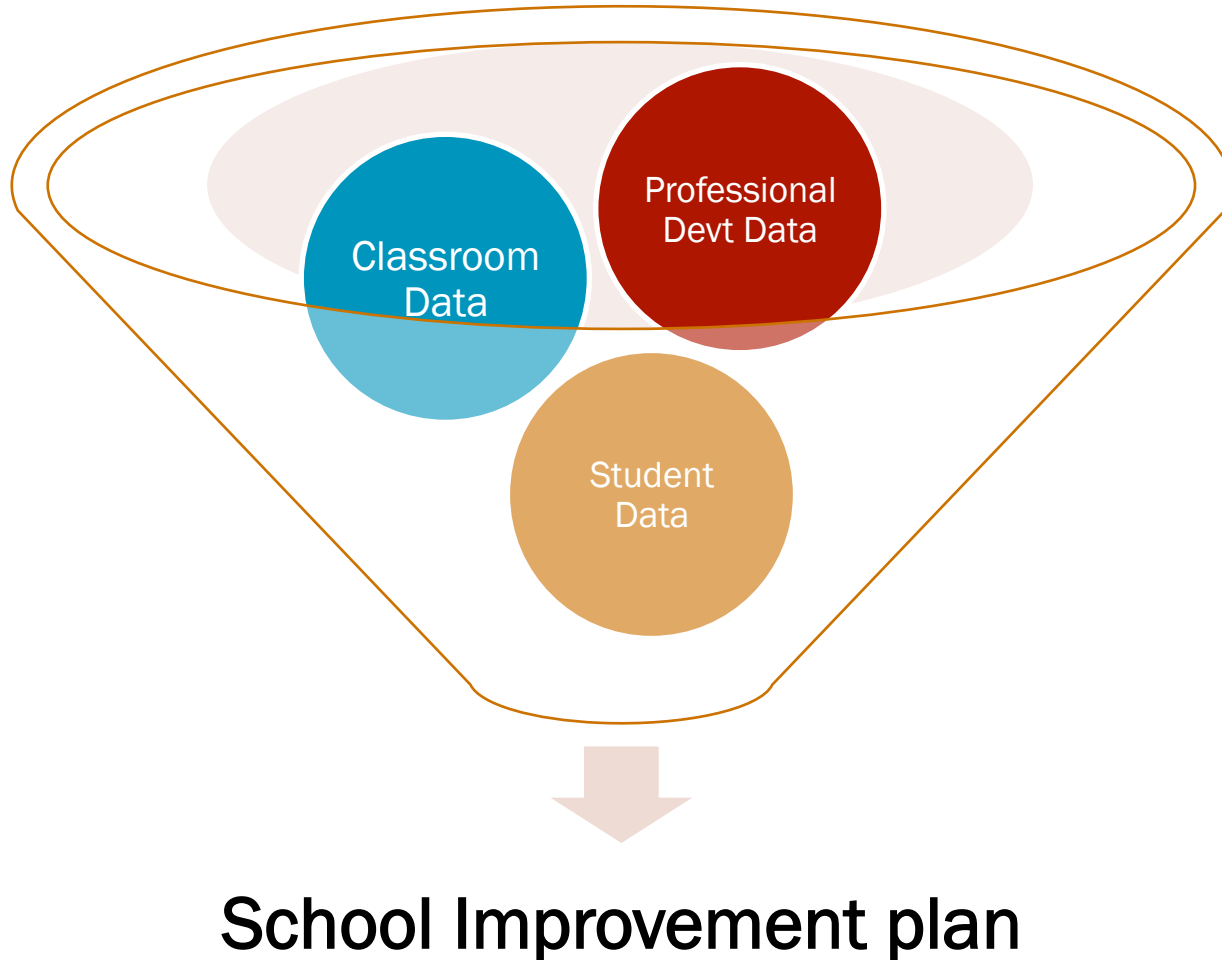 Professional
Devt Data
Classroom
Data
Student
Data
School Improvement plan